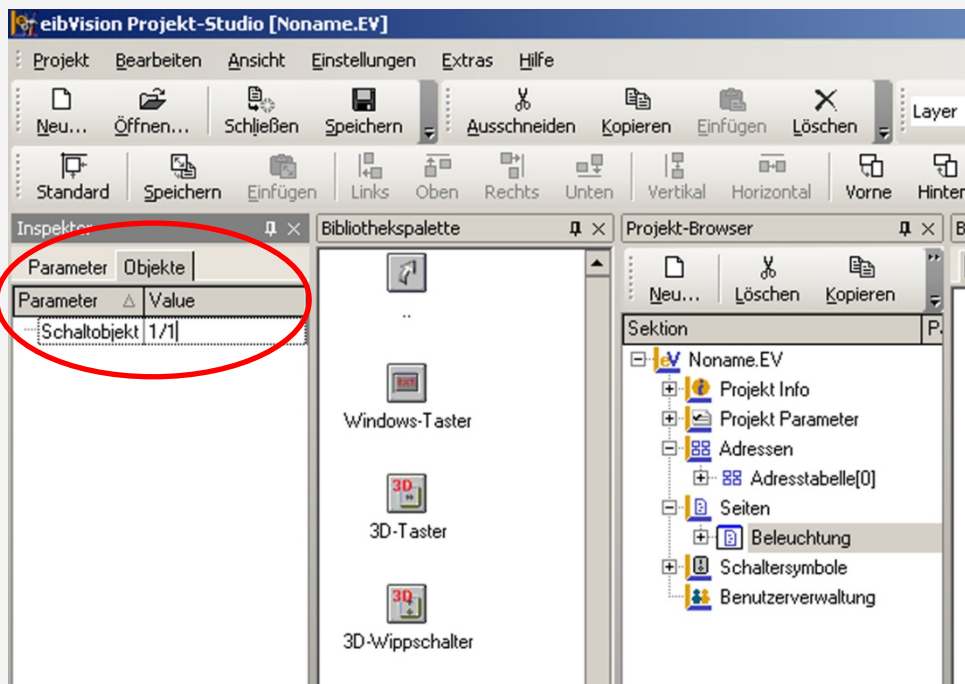 eibVision Projekt-Studio [Noname.EV]
Projekt Bearbeiten Ansicht Einstellungen Extras Hilfe
Neu... Öffnen... Schließen Speichern Ausschneiden Kopieren Einfügen Löschen Layer
Standard Speichern Einfügen Links Oben Rechts Unten Vertikal Horizontal Vorne Hinter
Inspektor
Parameter Objekte
Parameter Value
Schaltobjekt 1/1
Bibliothekspalette
..
Windows-Taster
3D-Taster
3D-Wippschalter
Projekt-Browser
Neu... Löschen Kopieren
Sektion P.
Noname.EV
Projekt Info
Projekt Parameter
Adressen
Adresstabelle[0]
Seiten
Beleuchtung
Schaltersymbole
Benutzerverwaltung